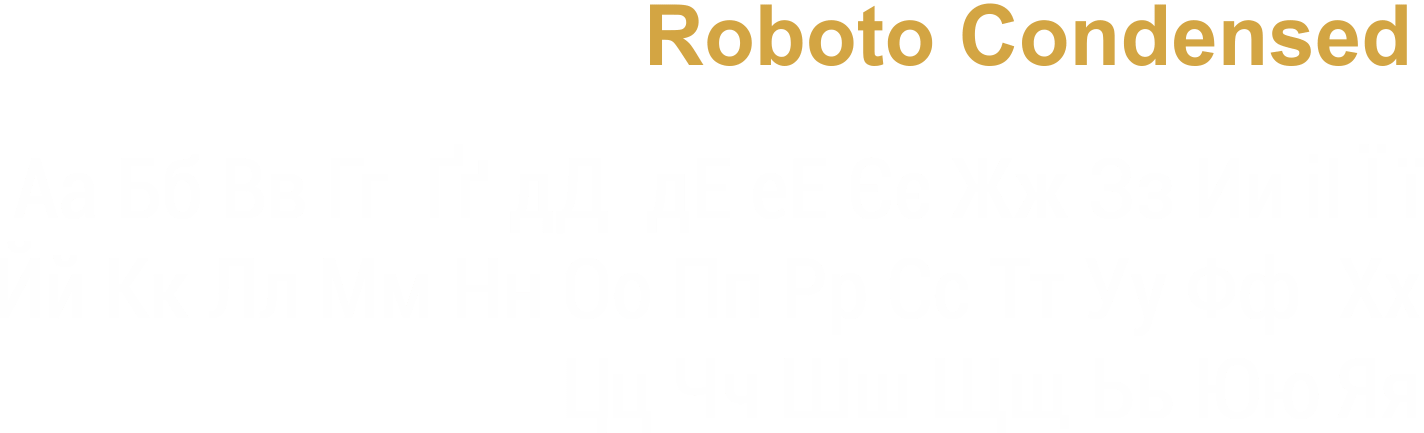 Roboto Condensed
Аа Бб Вв Гг Ґґ дД дЕ еЕ Єє Жж Зз Ии Іі Її
Йй Кк Лл Мм Нн Оо Пп Рр Сс Тт Уу Фф Хх
Цц Чч Шш Щщ Ьь Юю Яя